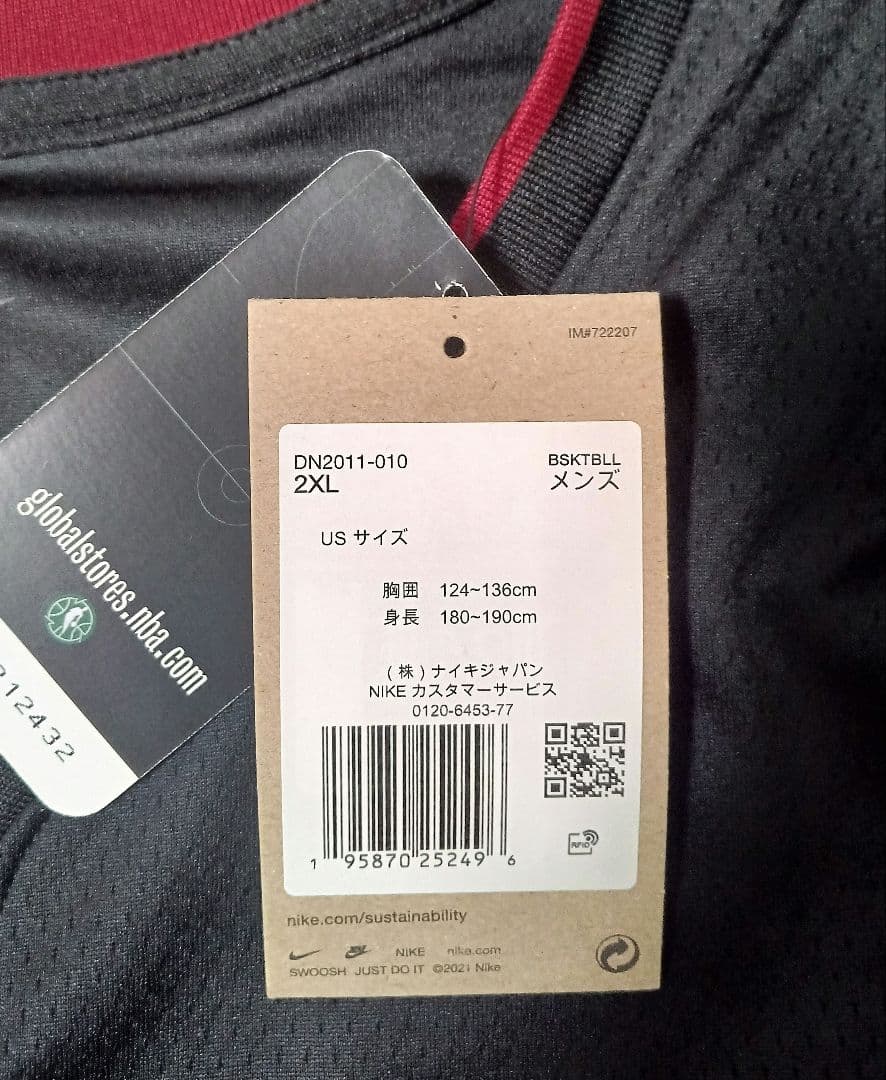 IM#722207
DN2011-010
BSKTBLL
2XL
メンズ
US サイズ
胸囲 124~136cm
身長 180~190cm
(株)ナイキジャパン
NIKE カスタマーサービス
0120-6453-77
1 95870 25249 6
RFID
nike.com/sustainability
NIKE nike.com
SWOOSH JUST DO IT ©2021 Nike
globalstores.nba.com
12432